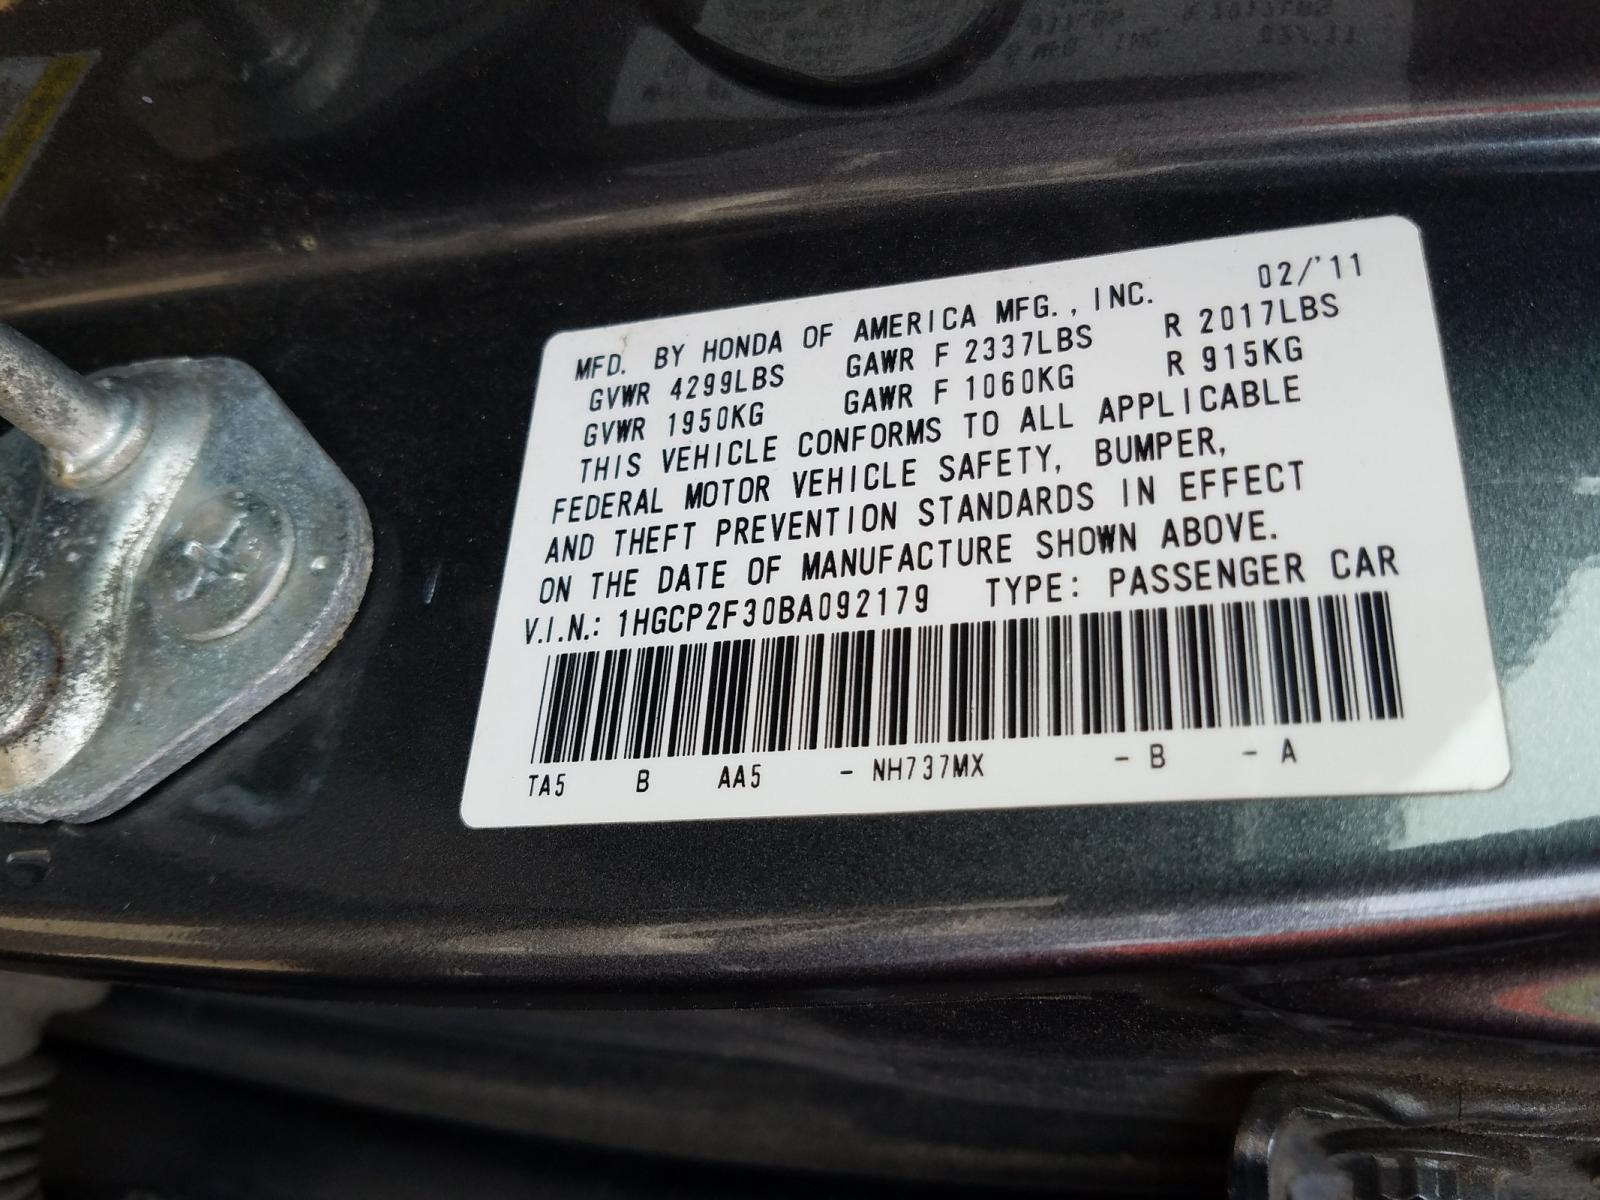 02/'11
MFD. BY HONDA OF AMERICA MFG., INC.
GVWR 4299LBS GAWR F 2337LBS R 2017LBS
GVWR 1950KG GAWR F 1060KG R 915KG
THIS VEHICLE CONFORMS TO ALL APPLICABLE
FEDERAL MOTOR VEHICLE SAFETY, BUMPER,
AND THEFT PREVENTION STANDARDS IN EFFECT
ON THE DATE OF MANUFACTURE SHOWN ABOVE.
V.I.N.: 1HGCP2F30BA092179 TYPE: PASSENGER CAR
TA5 B AA5 - NH737MX - B - A